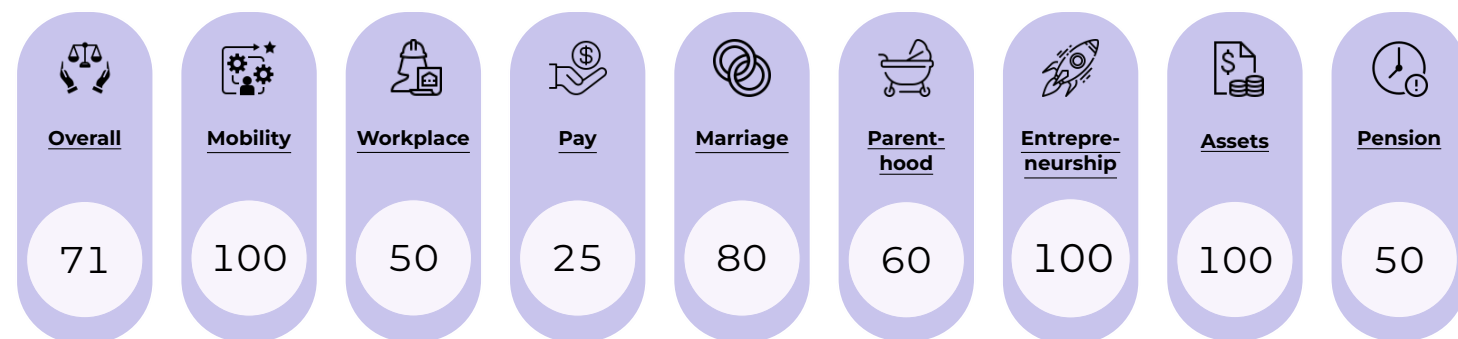 $
$
!
Overall
Mobility
Workplace
Pay
Marriage
Parent-
hood
Entrepre-
neurship
Assets
Pension
71
100
50
25
80
60
100
100
50